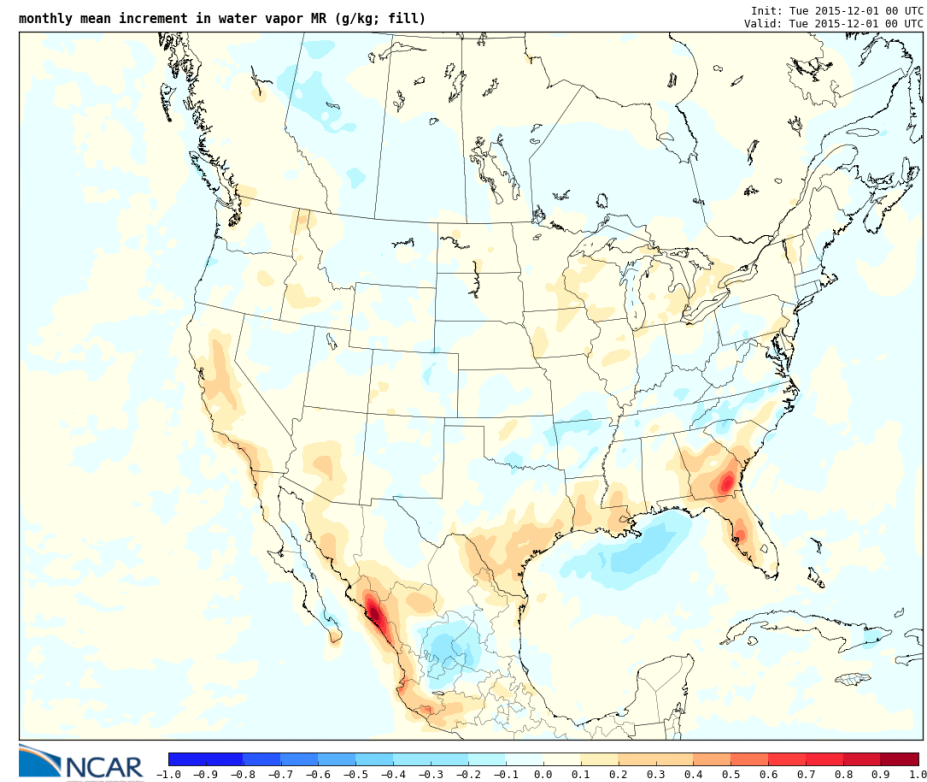 monthly mean increment in water vapor MR (g/kg; fill)
Init: Tue 2015-12-01 00 UTC
Valid: Tue 2015-12-01 00 UTC
NCAR
−1.0 −0.9 −0.8 −0.7 −0.6 −0.5 −0.4 −0.3 −0.2 −0.1 0.0 0.1 0.2 0.3 0.4 0.5 0.6 0.7 0.8 0.9 1.0